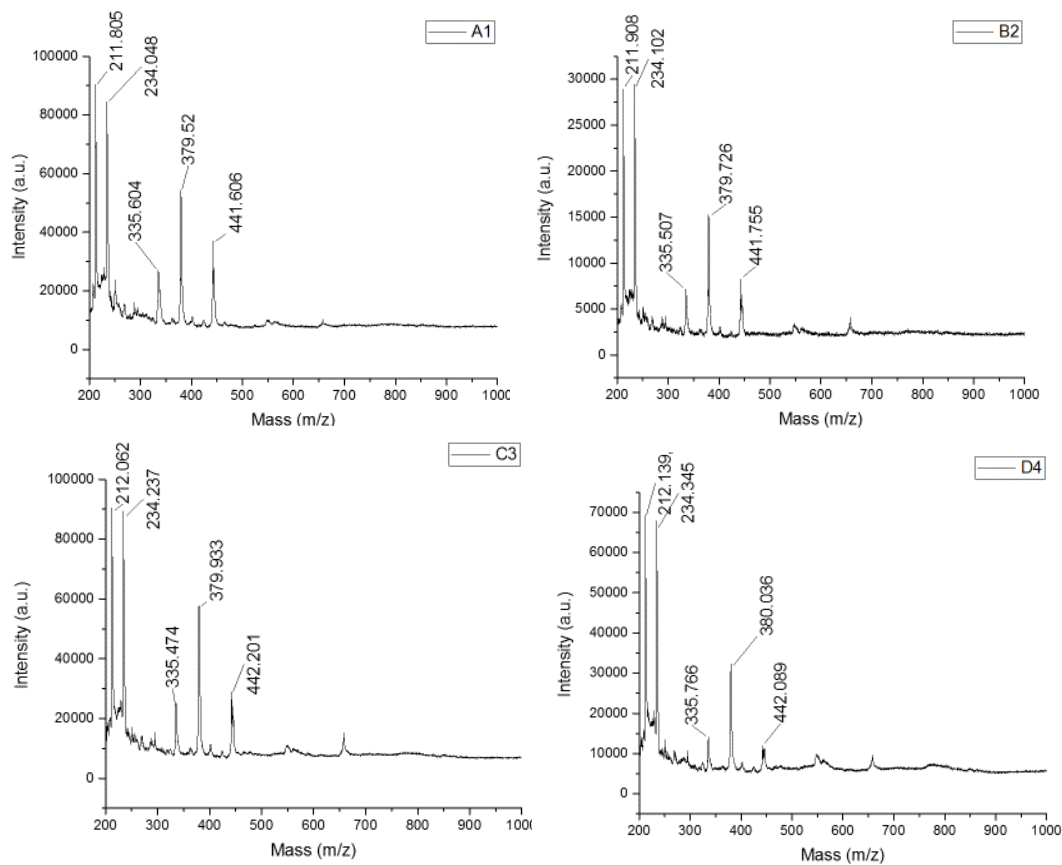 A1
211.805
234.048
335.604
379.52
441.606
100000
80000
60000
40000
20000
0
Intensity (a.u.)
200 300 400 500 600 700 800 900 1000
Mass (m/z)
B2
211.908
234.102
335.507
379.726
441.755
30000
25000
20000
15000
10000
5000
0
Intensity (a.u.)
200 300 400 500 600 700 800 900 1000
Mass (m/z)
C3
212.062
234.237
335.474
379.933
442.201
100000
80000
60000
40000
20000
0
Intensity (a.u.)
200 300 400 500 600 700 800 900 1000
Mass (m/z)
D4
212.139,
234.345
335.766
380.036
442.089
70000
60000
50000
40000
30000
20000
10000
0
Intensity (a.u.)
200 300 400 500 600 700 800 900 1000
Mass (m/z)